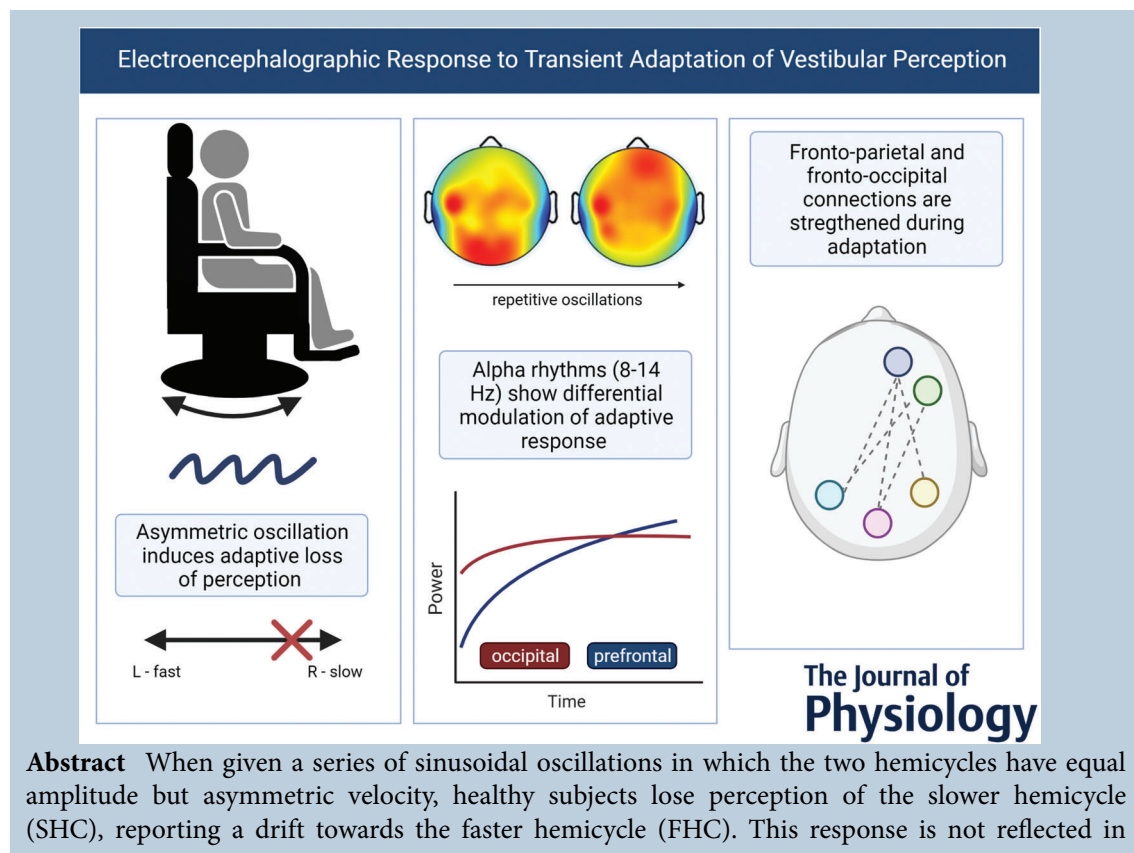 Electroencephalographic Response to Transient Adaptation of Vestibular Perception
Asymmetric oscillation
induces adaptive loss
of perception
L - fast
R - slow
repetitive oscillations
Alpha rhythms (8-14
Hz) show differential
modulation of adaptive
response
Power
occipital
prefrontal
Time
Fronto-parietal and
fronto-occipital
connections are
stregthened during
adaptation
The Journal of
Physiology
Abstract When given a series of sinusoidal oscillations in which the two hemicycles have equal
amplitude but asymmetric velocity, healthy subjects lose perception of the slower hemicycle
(SHC), reporting a drift towards the faster hemicycle (FHC). This response is not reflected in